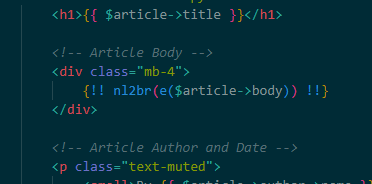 <h1>{{ $article->title }}</h1>
<!-- Article Body -->
<div class="mb-4">
{!! nl2br(e($article->body)) !!}
</div>
<!-- Article Author and Date -->
<p class="text-muted">